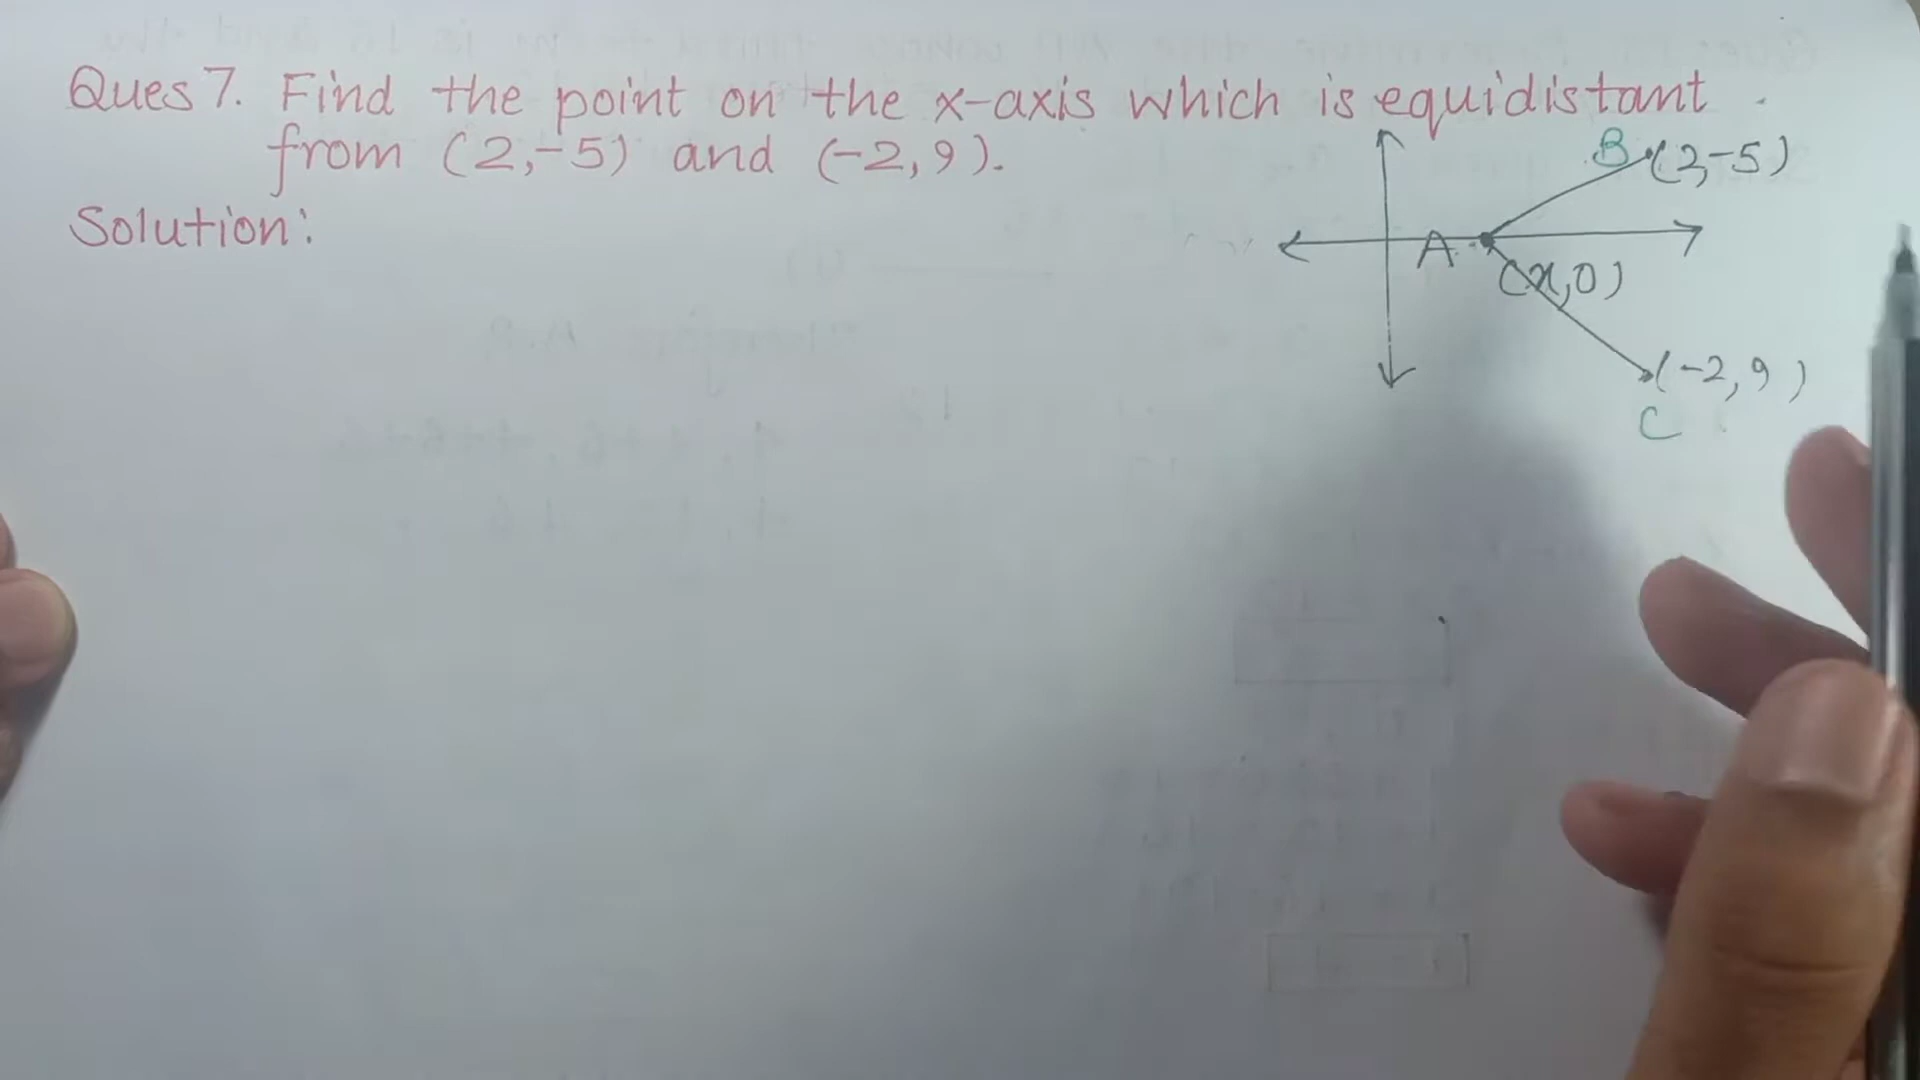 Ques 7. Find the point on the x-axis which is equidistant
from (2,-5) and (-2,9).
B (2,-5)
Solution:
A
(x,0)
(-2,9)
C